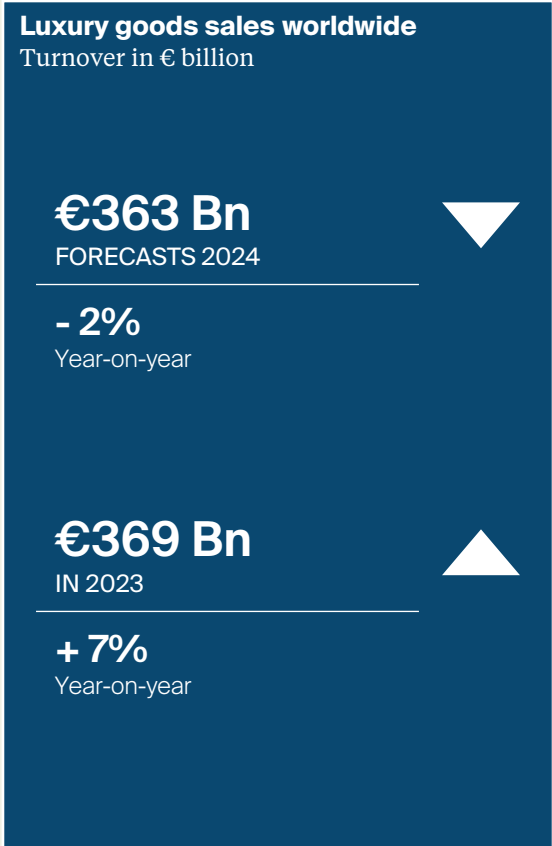 Luxury goods sales worldwide
Turnover in € billion
€363 Bn
FORECASTS 2024
- 2%
Year-on-year
€369 Bn
IN 2023
+ 7%
Year-on-year